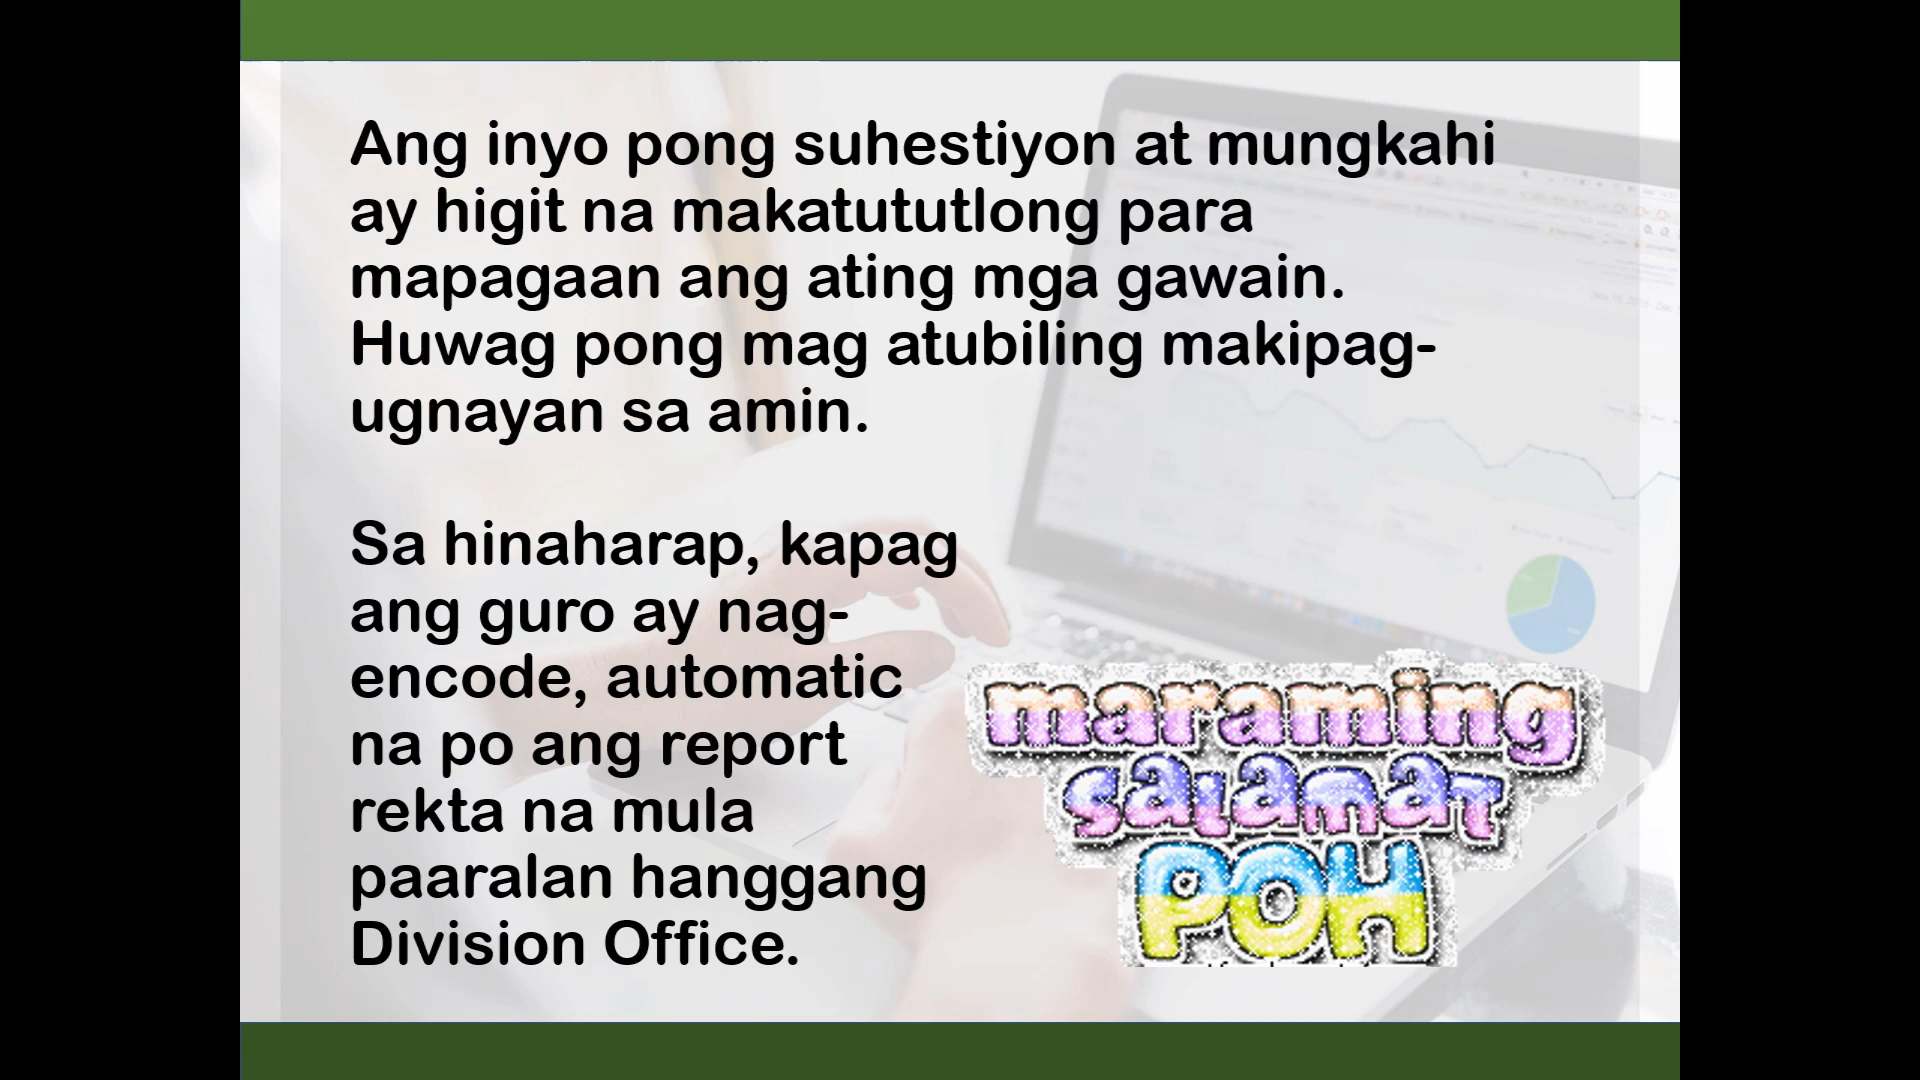 Ang inyo pong suhestiyon at mungkahi
ay higit na makatututlong para
mapagaan ang ating mga gawain.
Huwag pong mag atubiling makipag-
ugnayan sa amin.
Sa hinaharap, kapag
ang guro ay nag-
encode, automatic
na po ang report
rekta na mula
paaralan hanggang
Division Office.
maraming
salamat
POH